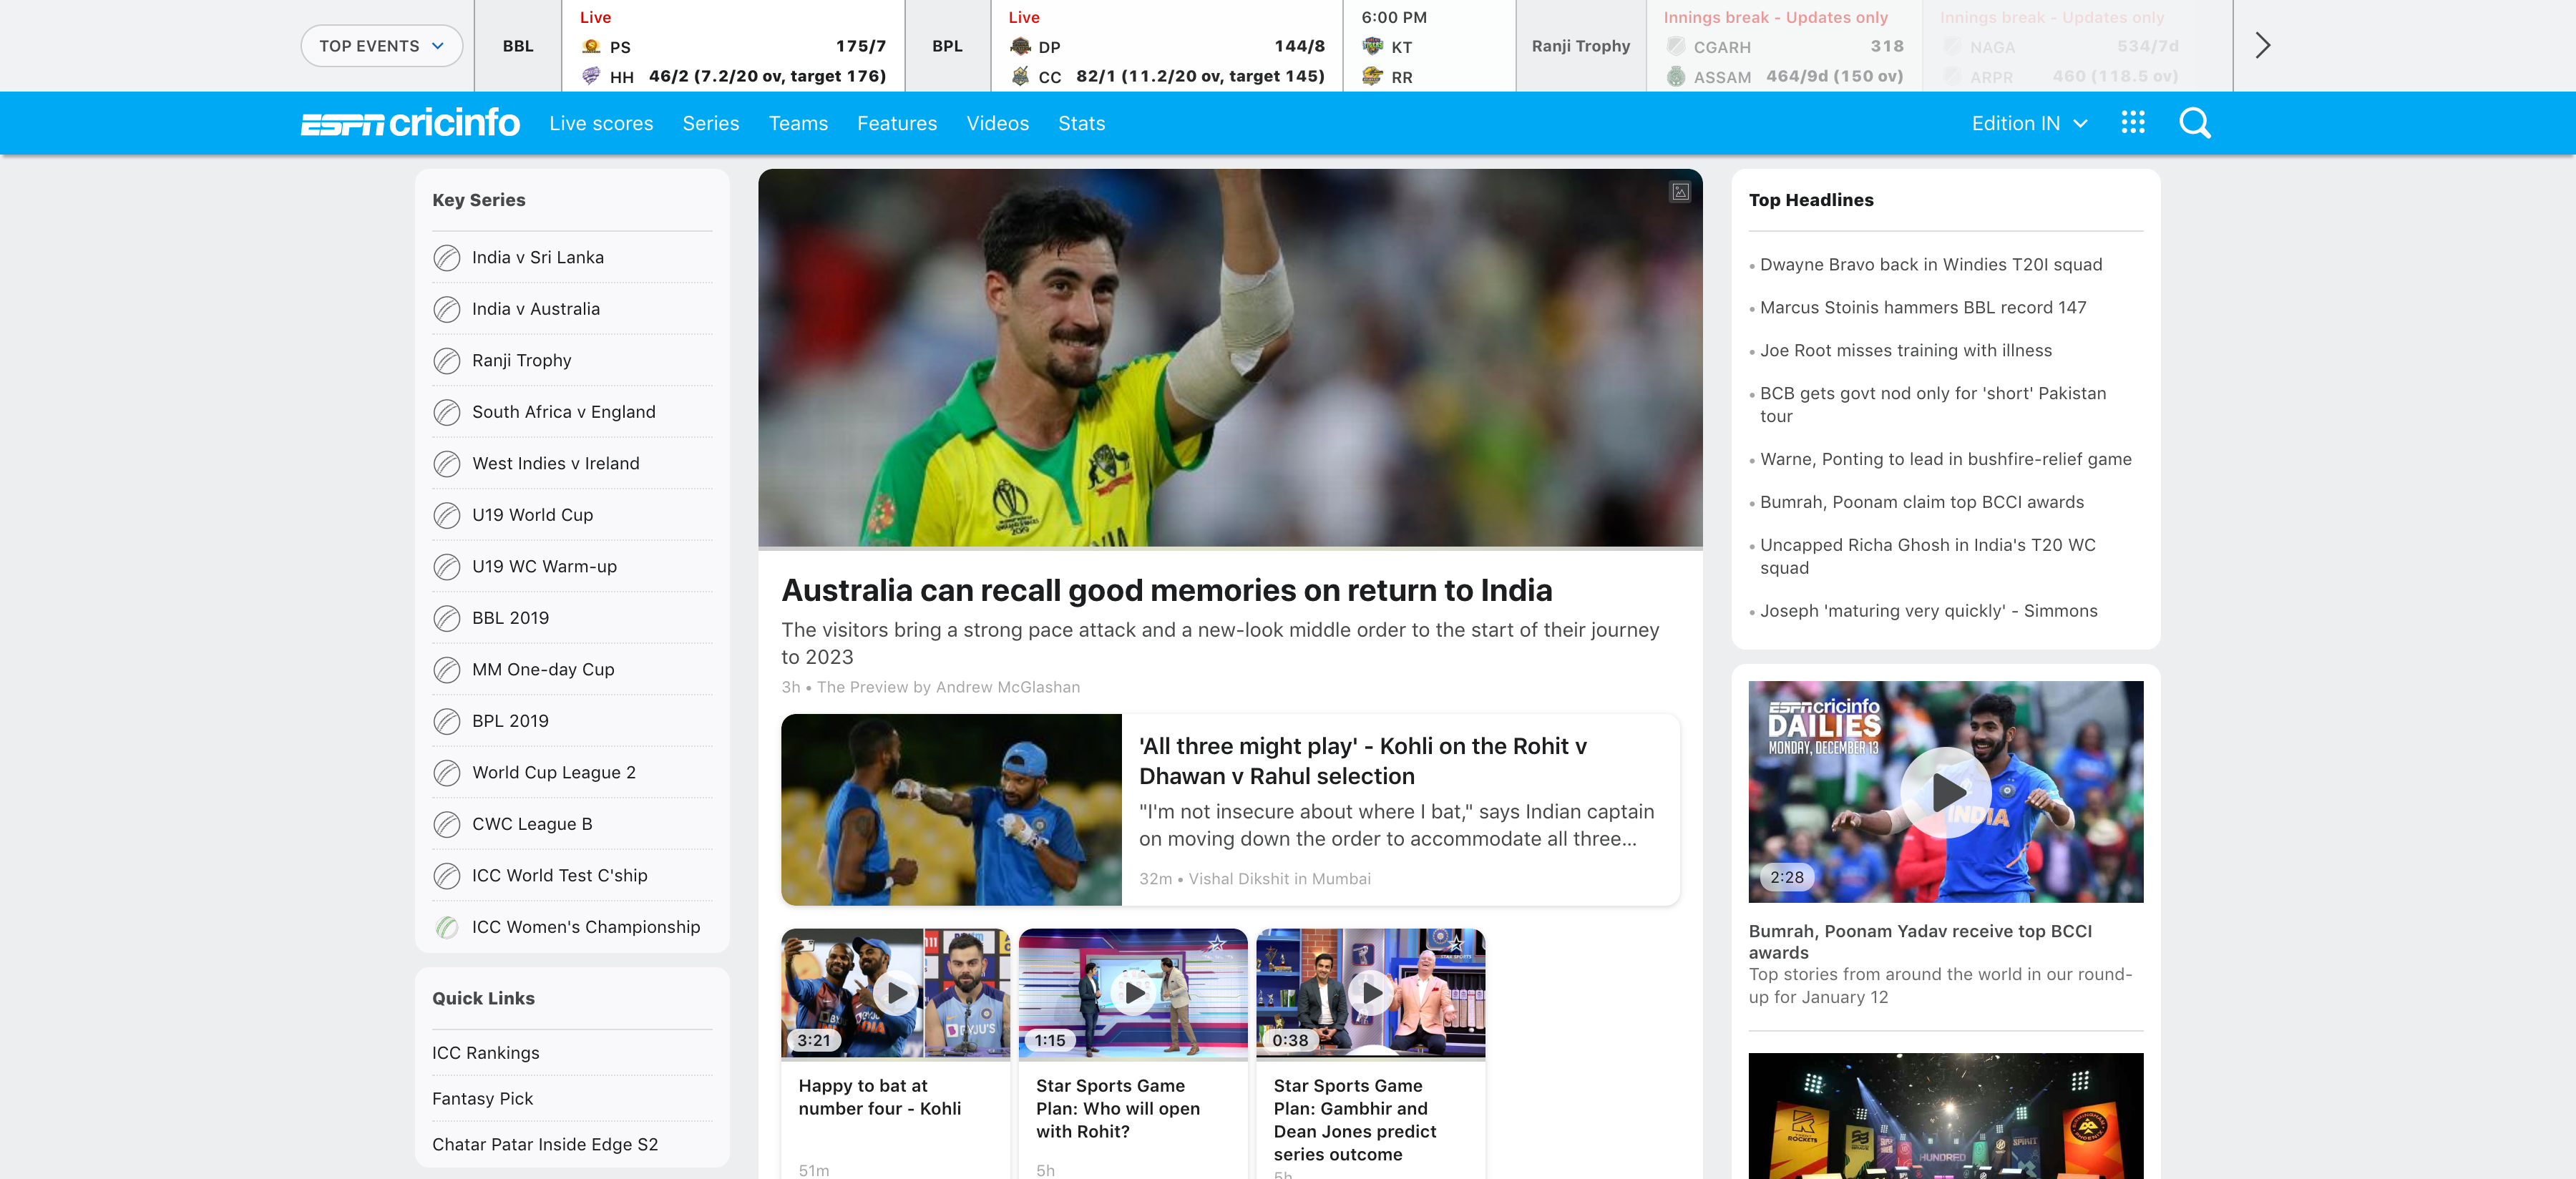 TOP EVENTS
BBL
Live
PS 175/7
HH 46/2 (7.2/20 ov, target 176)
BPL
Live
DP 144/8
CC 82/1 (11.2/20 ov, target 145)
6:00 PM
KT
RR
Ranji Trophy
Innings break - Updates only
CGARH 318
ASSAM 464/9d (150 ov)
Innings break - Updates only
NAGA 534/7d
ARPR 460 (118.5 ov)
ESPN cricinfo
Live scores
Series
Teams
Features
Videos
Stats
Edition IN
Key Series
India v Sri Lanka
India v Australia
Ranji Trophy
South Africa v England
West Indies v Ireland
U19 World Cup
U19 WC Warm-up
BBL 2019
MM One-day Cup
BPL 2019
World Cup League 2
CWC League B
ICC World Test C'ship
ICC Women's Championship
Quick Links
ICC Rankings
Fantasy Pick
Chatar Patar Inside Edge S2
Australia can recall good memories on return to India
The visitors bring a strong pace attack and a new-look middle order to the start of their journey
to 2023
3h • The Preview by Andrew McGlashan
'All three might play' - Kohli on the Rohit v
Dhawan v Rahul selection
"I'm not insecure about where I bat," says Indian captain
on moving down the order to accommodate all three...
32m • Vishal Dikshit in Mumbai
3:21
BYJU'S
Happy to bat at
number four - Kohli
51m
1:15
Star Sports Game
Plan: Who will open
with Rohit?
5h
0:38
Star Sports Game
Plan: Gambhir and
Dean Jones predict
series outcome
5h
Top Headlines
• Dwayne Bravo back in Windies T20I squad
• Marcus Stoinis hammers BBL record 147
• Joe Root misses training with illness
• BCB gets govt nod only for 'short' Pakistan
tour
• Warne, Ponting to lead in bushfire-relief game
• Bumrah, Poonam claim top BCCI awards
• Uncapped Richa Ghosh in India's T20 WC
squad
• Joseph 'maturing very quickly' - Simmons
ESPN cricinfo
DAILIES
MONDAY, DECEMBER 13
INDIA
2:28
Bumrah, Poonam Yadav receive top BCCI
awards
Top stories from around the world in our round-
up for January 12
ROCKETS
SPIRIT
HUNDRED
PHOENIX